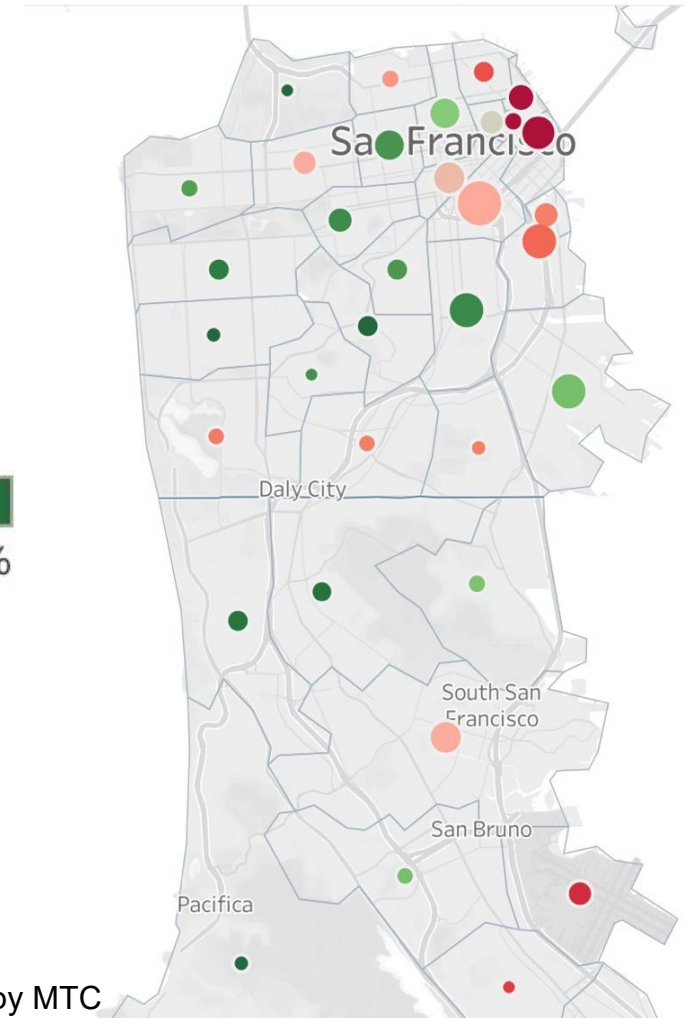 San Francisco
Daly City
%
South San
Francisco
San Bruno
Pacifica
by MTC